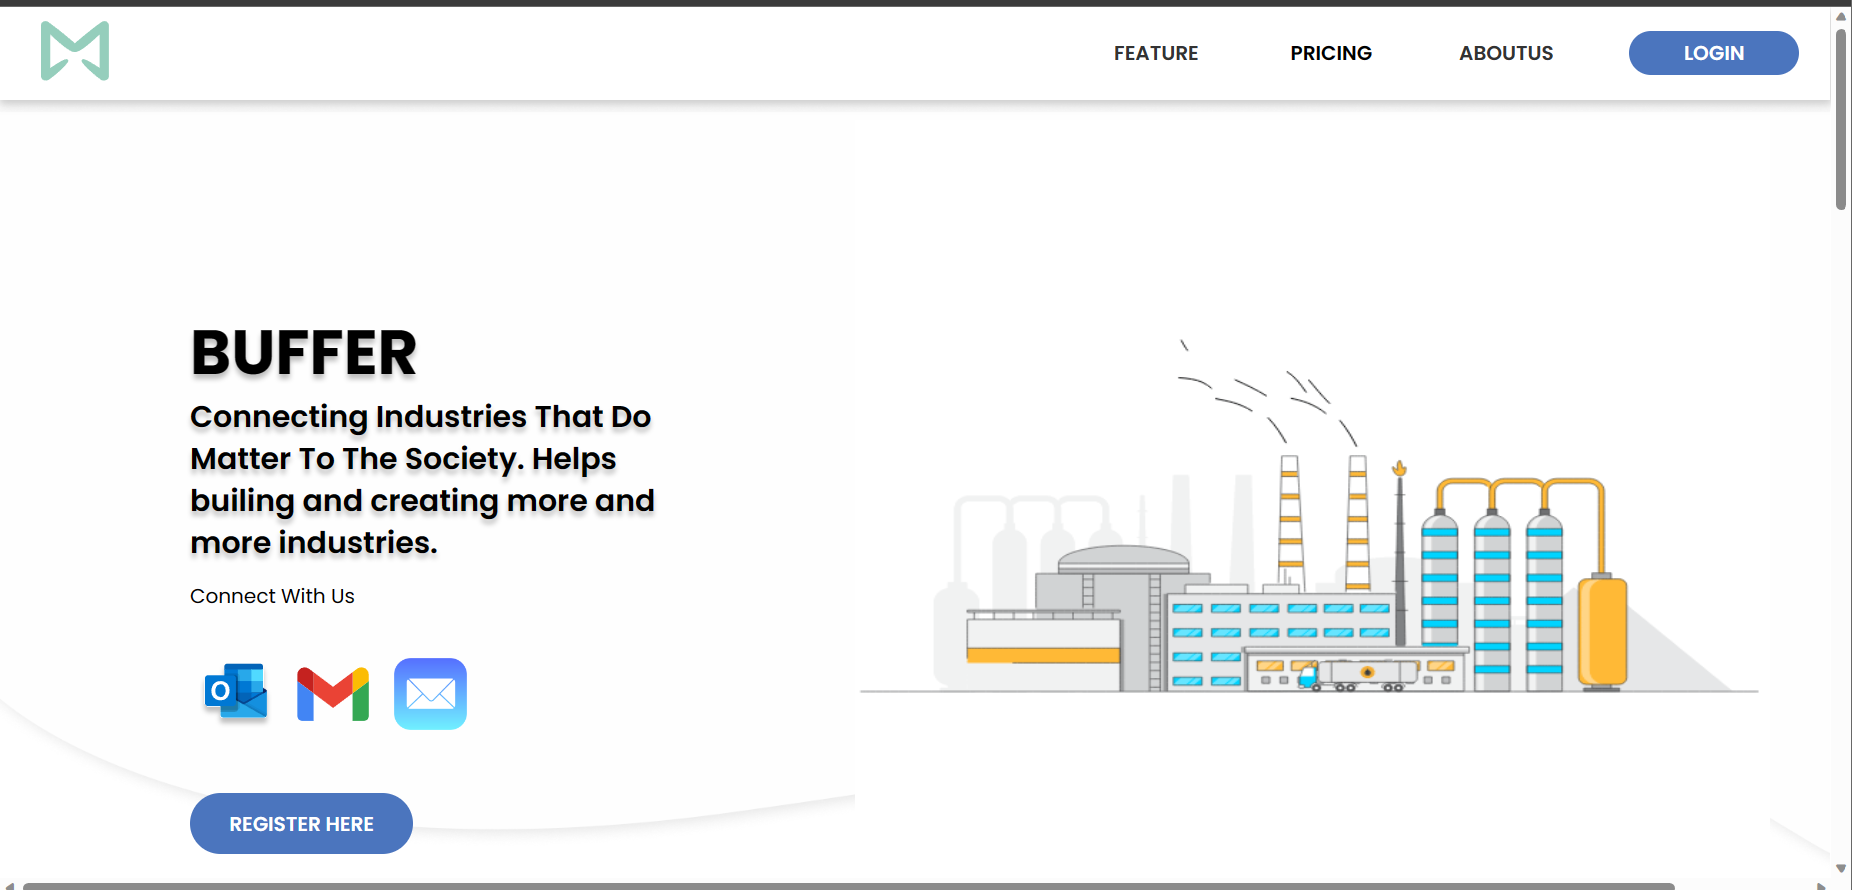 FEATURE PRICING ABOUTUS LOGIN
BUFFER
Connecting Industries That Do
Matter To The Society. Helps
builing and creating more and
more industries.
Connect With Us
O
REGISTER HERE